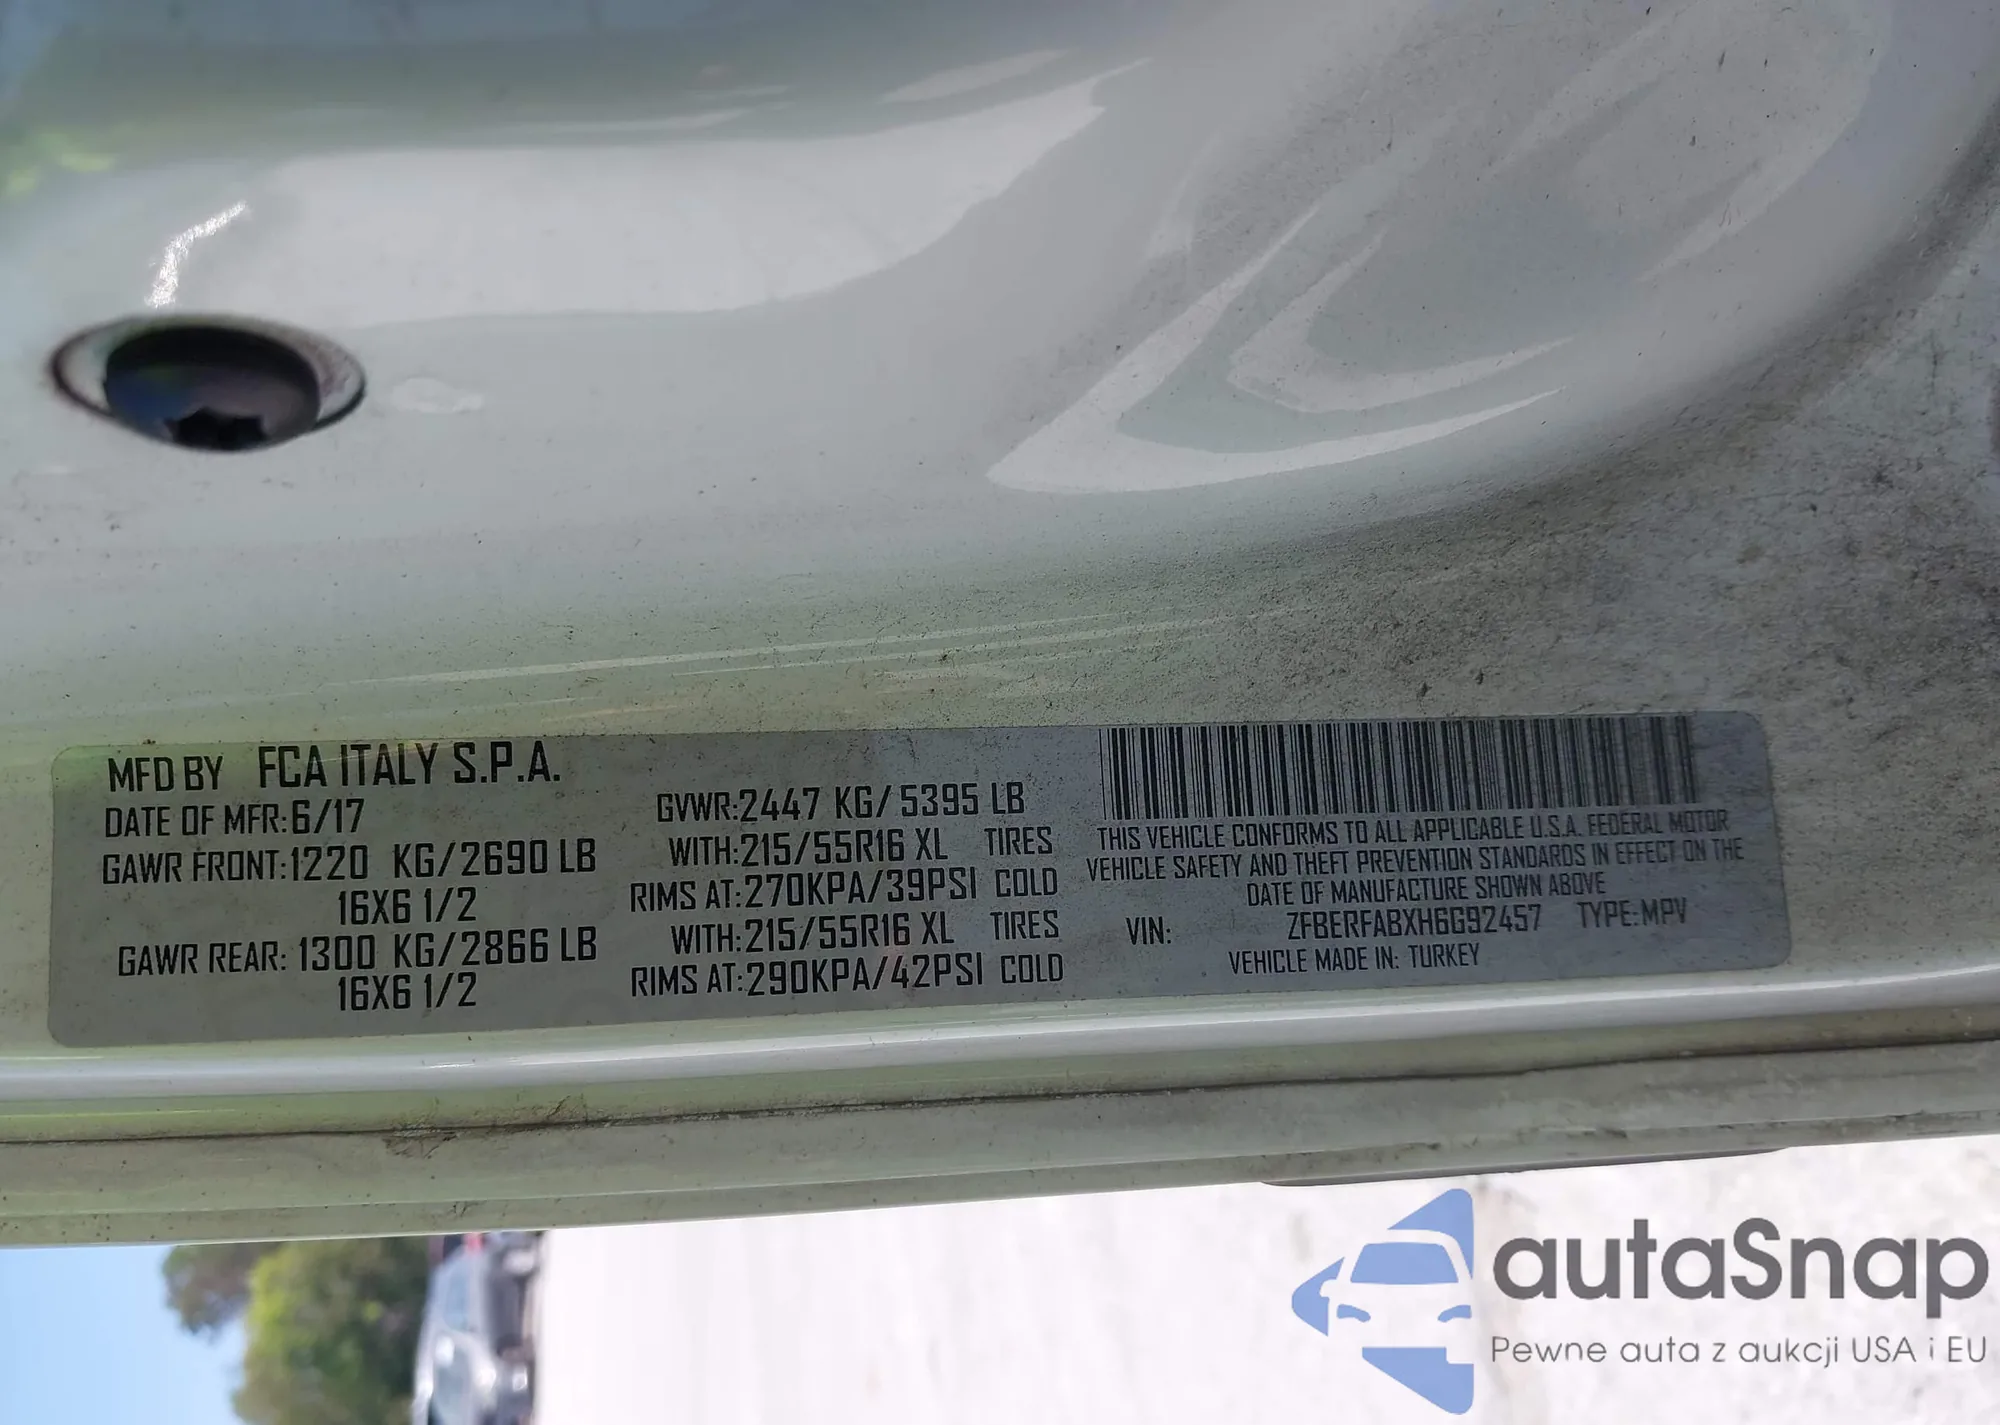 MFD BY FCA ITALY S.P.A.
DATE OF MFR:6/17
GAWR FRONT:1220 KG/2690 LB
16X6 1/2
GAWR REAR: 1300 KG/2866 LB
16X6 1/2
GVWR:2447 KG/5395 LB
WITH:215/55R16 XL TIRES
RIMS AT:270KPA/39PSI COLD
WITH:215/55R16 XL TIRES
RIMS AT:290KPA/42PSI COLD
THIS VEHICLE CONFORMS TO ALL APPLICABLE U.S.A. FEDERAL MOTOR
VEHICLE SAFETY AND THEFT PREVENTION STANDARDS IN EFFECT ON THE
DATE OF MANUFACTURE SHOWN ABOVE
VIN: ZFBERFABXH6G92457 TYPE:MPV
VEHICLE MADE IN: TURKEY
autaSnap
Pewne auta z aukcji USA i EU